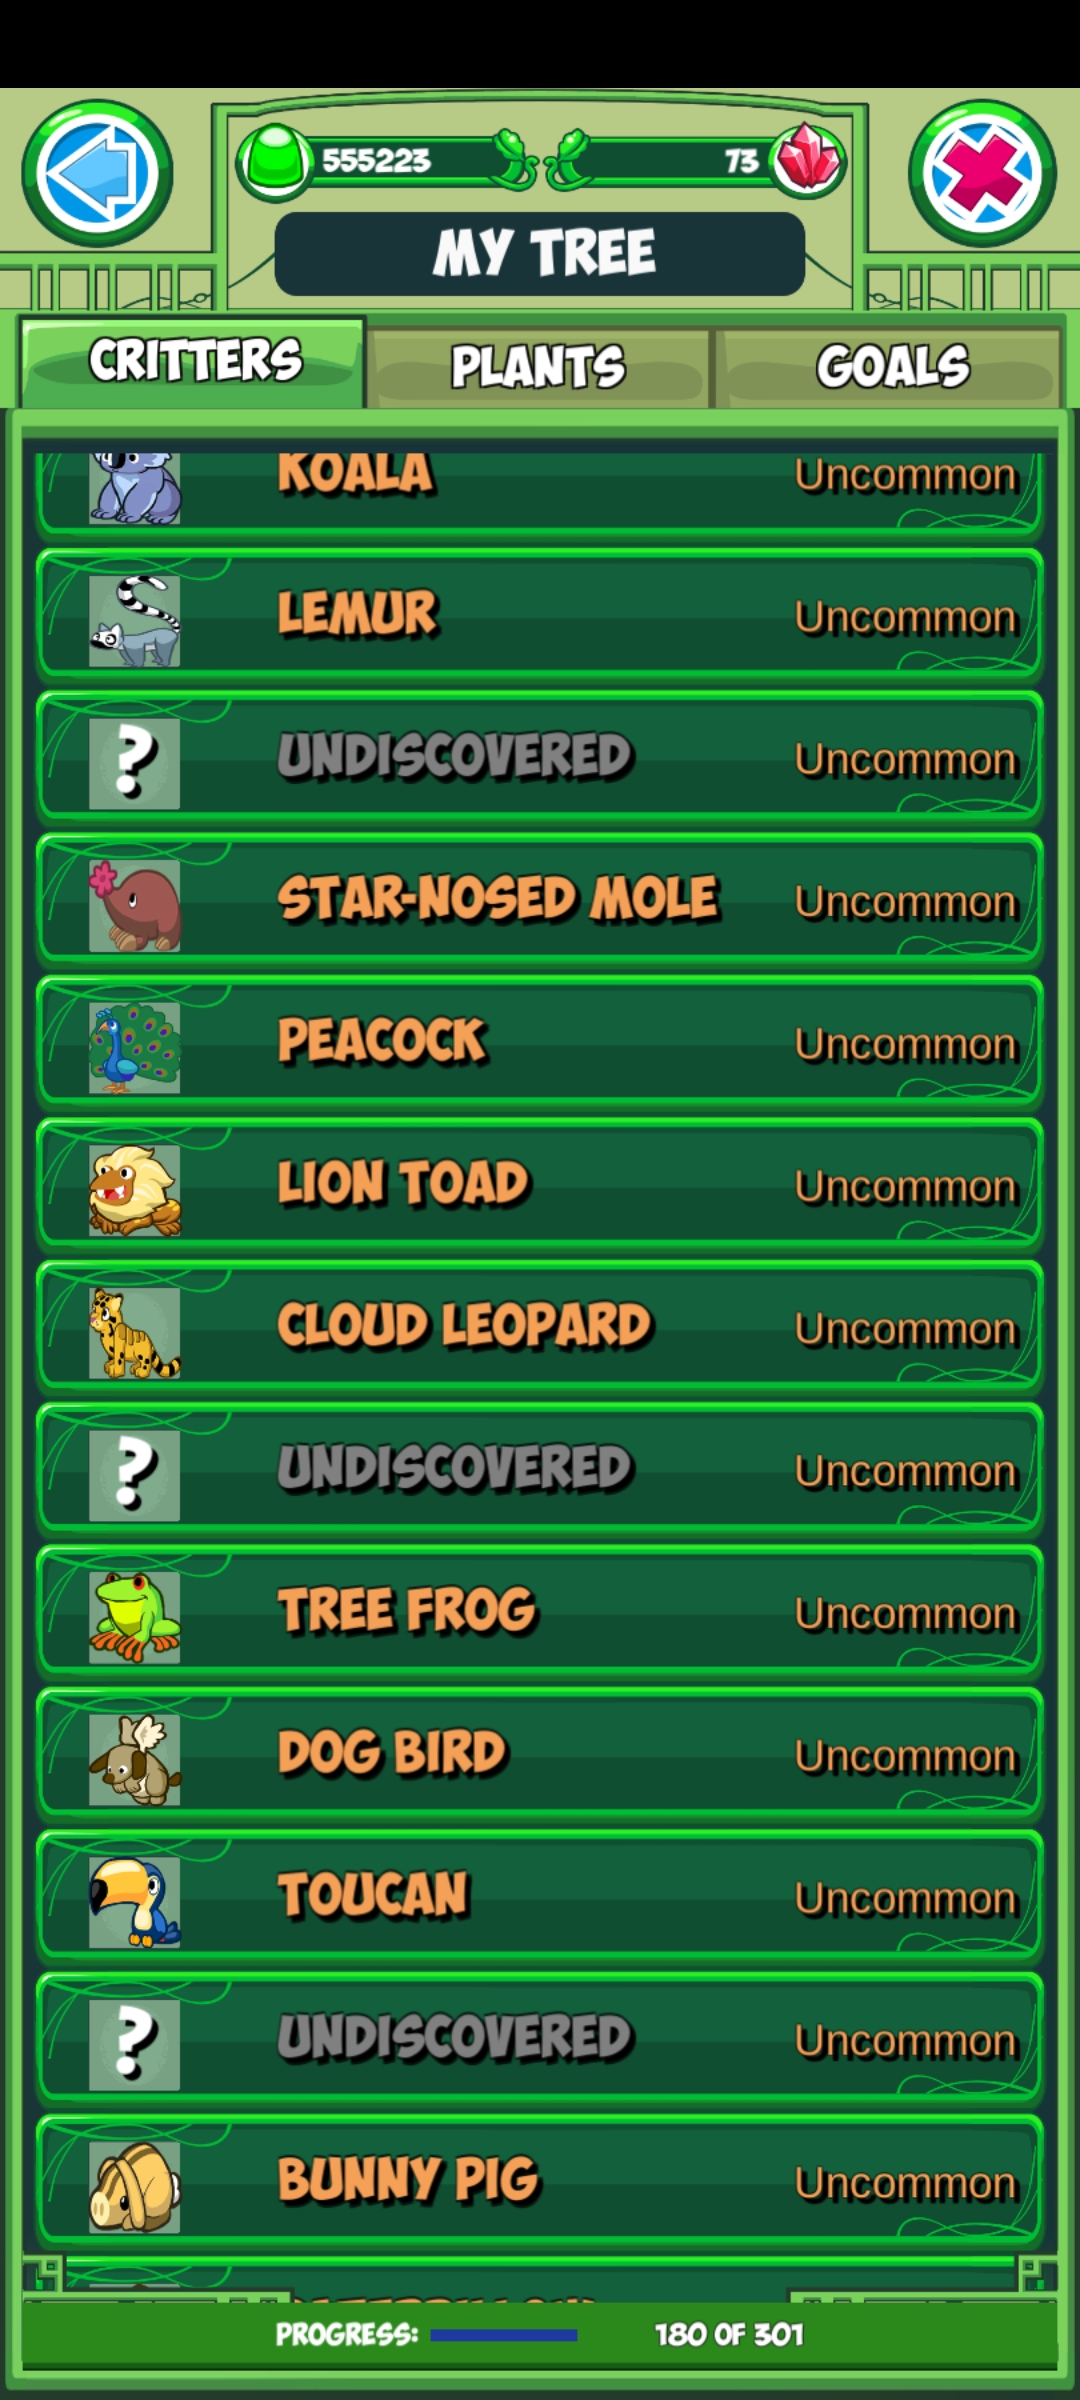 555223
73
MY TREE
CRITTERS
PLANTS
GOALS
KOALA
Uncommon
LEMUR
Uncommon
?
UNDISCOVERED
Uncommon
STAR-NOSED MOLE
Uncommon
PEACOCK
Uncommon
LION TOAD
Uncommon
CLOUD LEOPARD
Uncommon
?
UNDISCOVERED
Uncommon
TREE FROG
Uncommon
DOG BIRD
Uncommon
TOUCAN
Uncommon
?
UNDISCOVERED
Uncommon
BUNNY PIG
Uncommon
PROGRESS:
180 OF 301